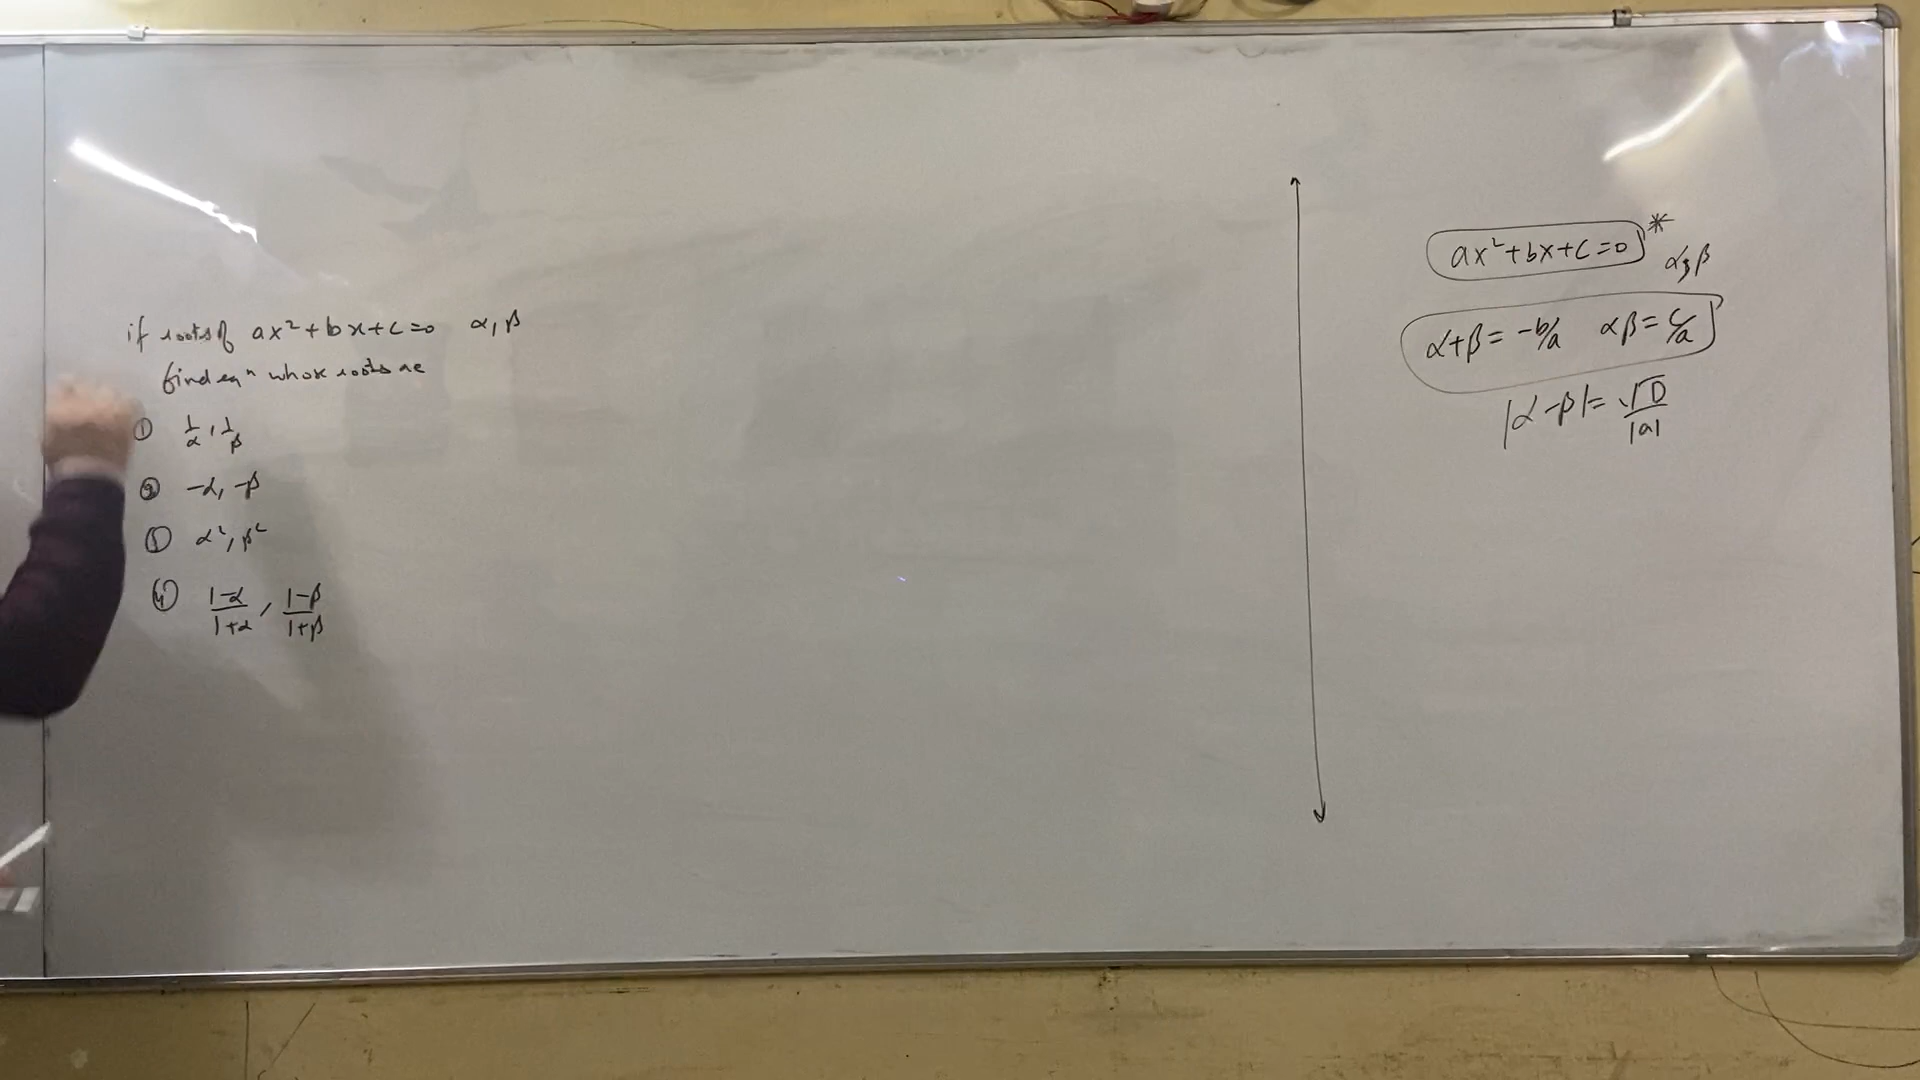 if roots of ax²+bx+c=0 α, β
find eqⁿ whose roots are
① 1/α, 1/β
② -α, -β
③ α², β²
④ (1-α)/(1+α), (1-β)/(1+β)
ax²+bx+c=0 *
α, β
α+β = -b/a αβ = c/a
|α-β| = √D/|a|